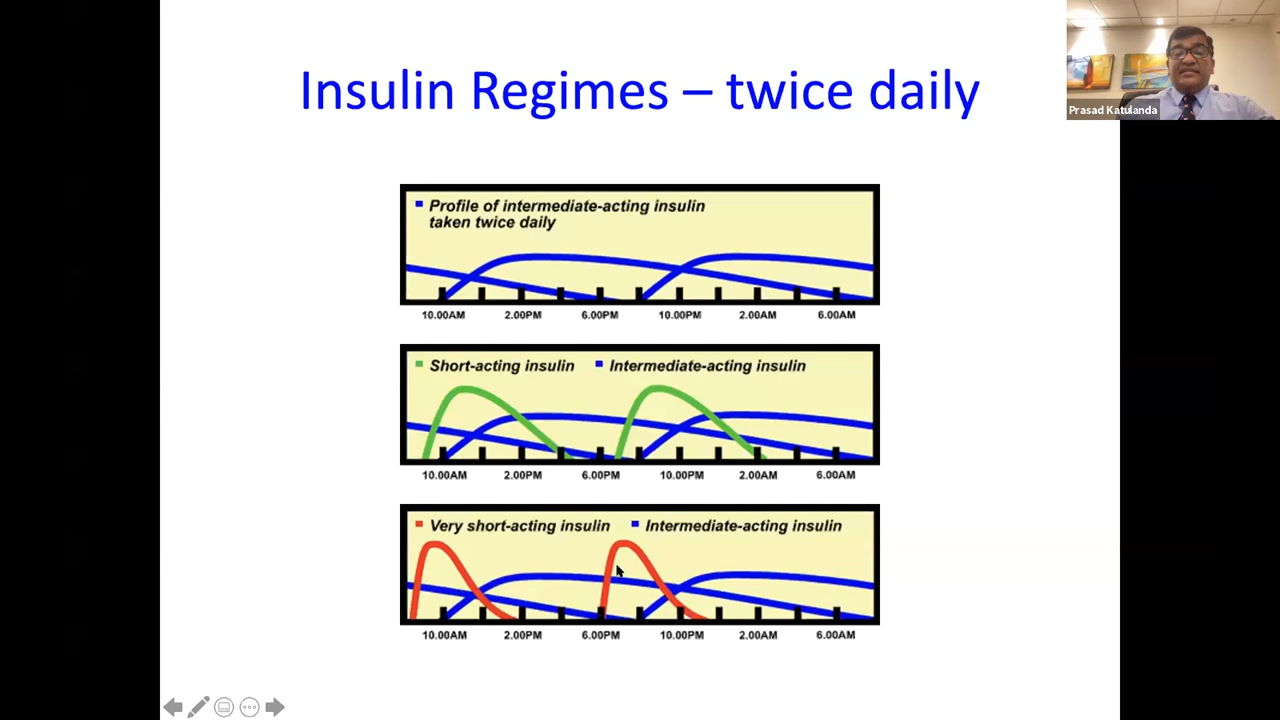 Insulin Regimes – twice daily
Prasad Katulanda
Profile of intermediate-acting insulin
taken twice daily
10.00AM 2.00PM 6.00PM 10.00PM 2.00AM 6.00AM
Short-acting insulin Intermediate-acting insulin
10.00AM 2.00PM 6.00PM 10.00PM 2.00AM 6.00AM
Very short-acting insulin Intermediate-acting insulin
10.00AM 2.00PM 6.00PM 10.00PM 2.00AM 6.00AM